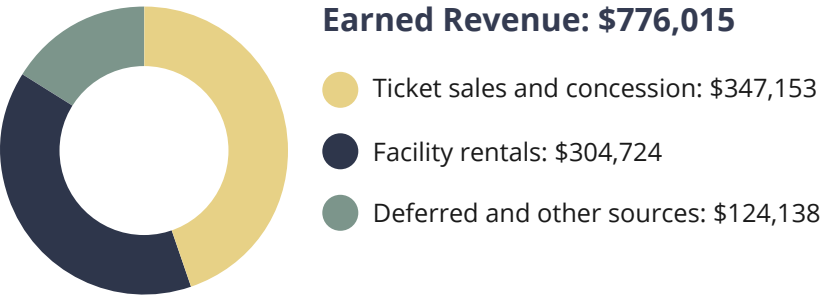 Earned Revenue: $776,015
Ticket sales and concession: $347,153
Facility rentals: $304,724
Deferred and other sources: $124,138